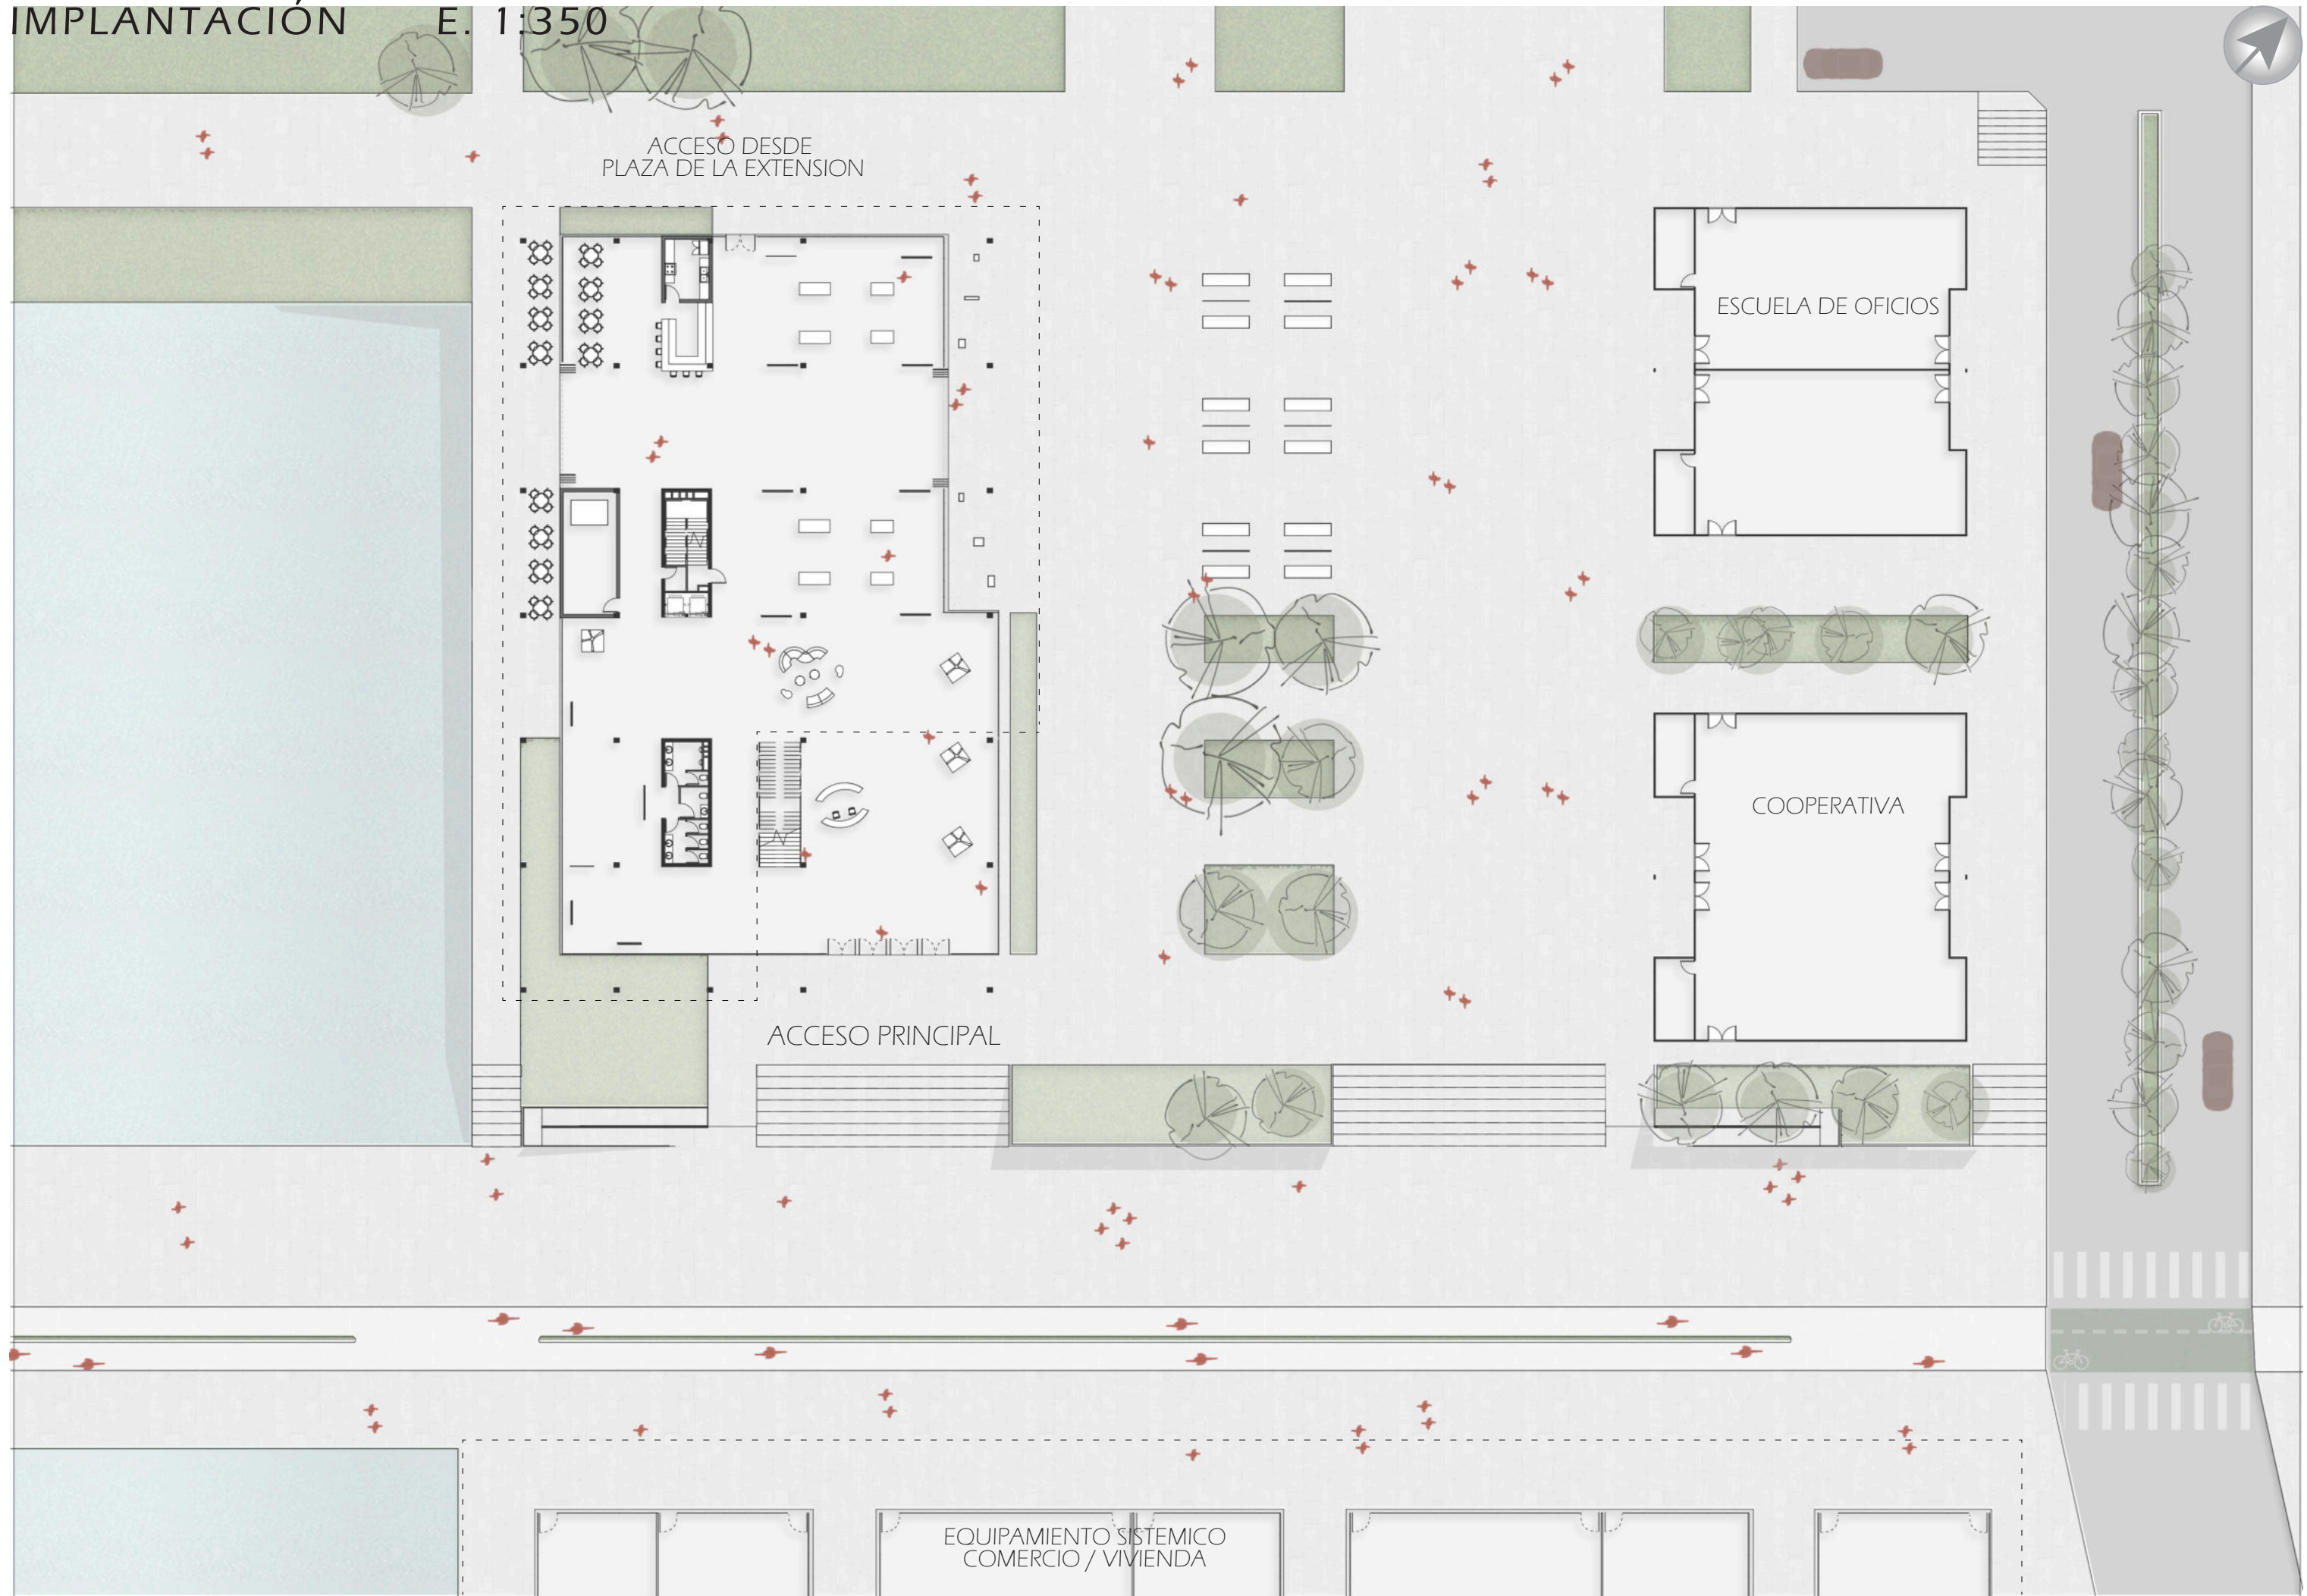 IMPLANTACIÓN E. 1:350
ACCESO DESDE
PLAZA DE LA EXTENSION
ESCUELA DE OFICIOS
COOPERATIVA
ACCESO PRINCIPAL
EQUIPAMIENTO SISTEMICO
COMERCIO / VIVIENDA